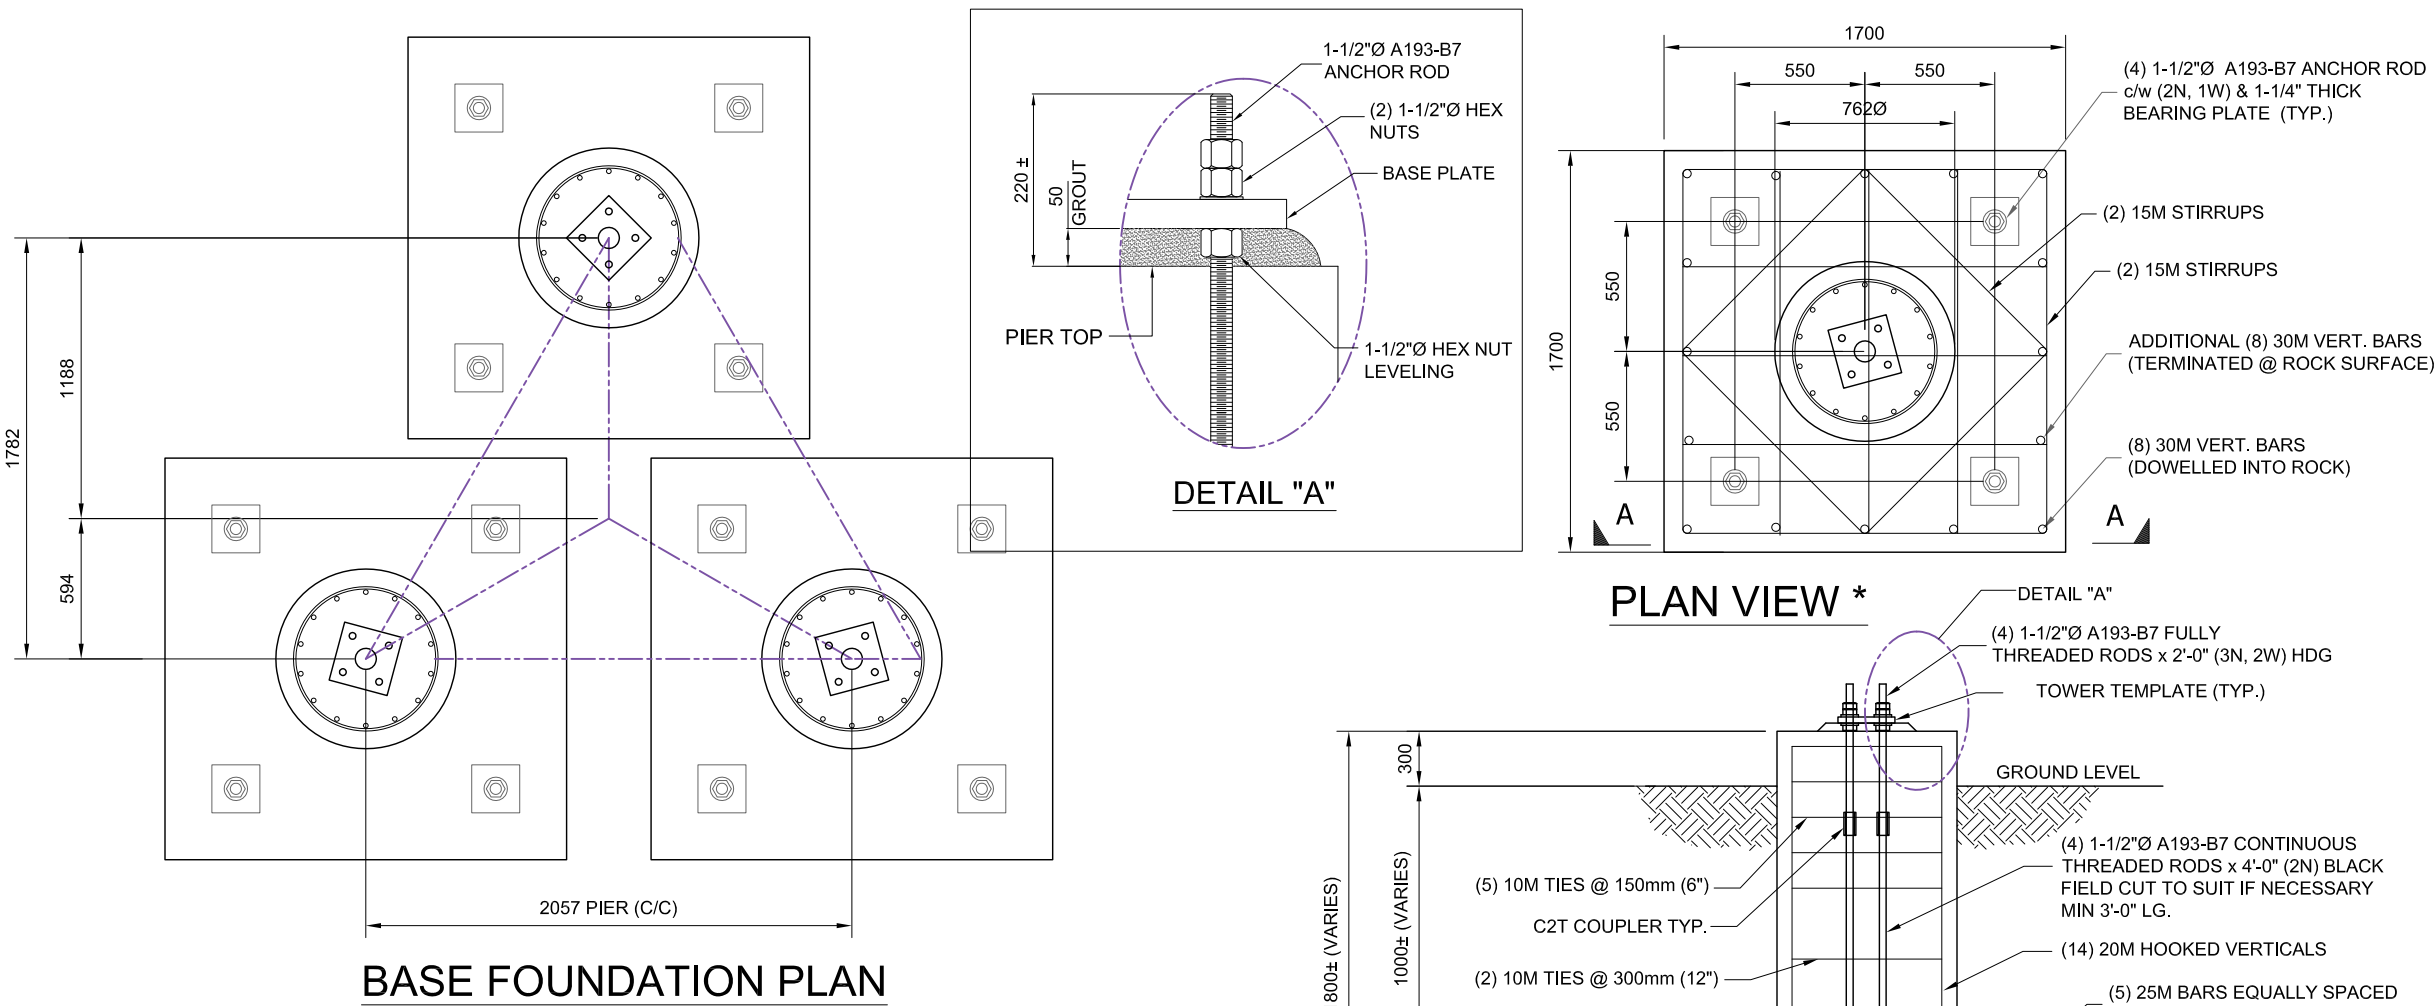 1782
1188
594
2057 PIER (C/C)
BASE FOUNDATION PLAN
1-1/2"Ø A193-B7
ANCHOR ROD
(2) 1-1/2"Ø HEX
NUTS
BASE PLATE
220 ±
50
GROUT
PIER TOP
1-1/2"Ø HEX NUT
LEVELING
DETAIL "A"
1700
550
550
762Ø
1700
550
550
(4) 1-1/2"Ø A193-B7 ANCHOR ROD
c/w (2N, 1W) & 1-1/4" THICK
BEARING PLATE (TYP.)
(2) 15M STIRRUPS
(2) 15M STIRRUPS
ADDITIONAL (8) 30M VERT. BARS
(TERMINATED @ ROCK SURFACE)
(8) 30M VERT. BARS
(DOWELLED INTO ROCK)
A
A
PLAN VIEW *
DETAIL "A"
(4) 1-1/2"Ø A193-B7 FULLY
THREADED RODS x 2'-0" (3N, 2W) HDG
TOWER TEMPLATE (TYP.)
300
GROUND LEVEL
800± (VARIES)
1000± (VARIES)
(5) 10M TIES @ 150mm (6")
C2T COUPLER TYP.
(2) 10M TIES @ 300mm (12")
(4) 1-1/2"Ø A193-B7 CONTINUOUS
THREADED RODS x 4'-0" (2N) BLACK
FIELD CUT TO SUIT IF NECESSARY
MIN 3'-0" LG.
(14) 20M HOOKED VERTICALS
(5) 25M BARS EQUALLY SPACED